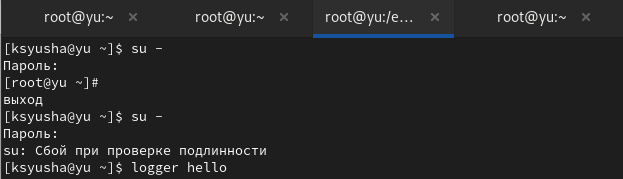 root@yu:~ × root@yu:~ × root@yu:/e... × root@yu:~ ×
[ksyusha@yu ~]$ su -
Пароль:
[root@yu ~]#
выход
[ksyusha@yu ~]$ su -
Пароль:
su: Сбой при проверке подлинности
[ksyusha@yu ~]$ logger hello